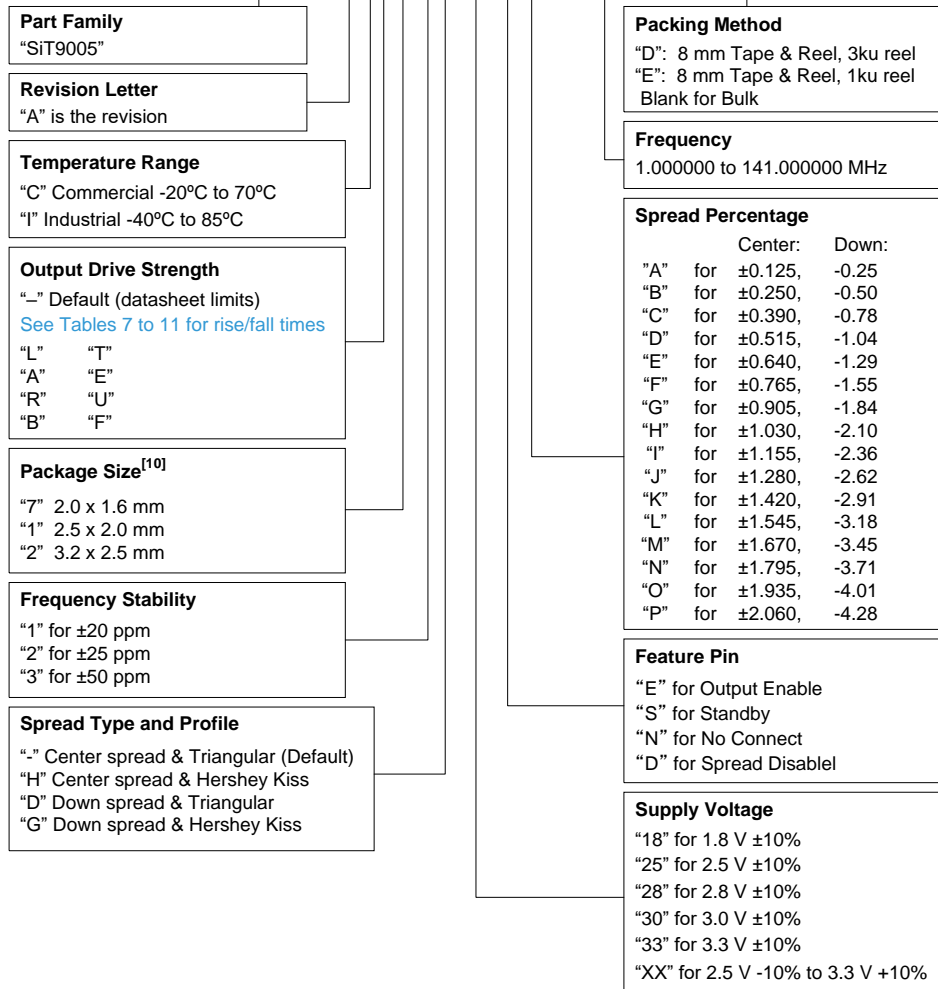 Part Family
“SiT9005”
Revision Letter
“A” is the revision
Temperature Range
“C” Commercial -20ºC to 70ºC
“I” Industrial -40ºC to 85ºC
Output Drive Strength
“–” Default (datasheet limits)
See Tables 7 to 11 for rise/fall times
“L” “T”
“A” “E”
“R” “U”
“B” “F”
Package Size[10]
“7” 2.0 x 1.6 mm
“1” 2.5 x 2.0 mm
“2” 3.2 x 2.5 mm
Frequency Stability
“1” for ±20 ppm
“2” for ±25 ppm
“3” for ±50 ppm
Spread Type and Profile
“-” Center spread & Triangular (Default)
“H” Center spread & Hershey Kiss
“D” Down spread & Triangular
“G” Down spread & Hershey Kiss
Packing Method
“D”: 8 mm Tape & Reel, 3ku reel
“E”: 8 mm Tape & Reel, 1ku reel
Blank for Bulk
Frequency
1.000000 to 141.000000 MHz
Spread Percentage
Center: Down:
”A” for ±0.125, -0.25
“B” for ±0.250, -0.50
“C” for ±0.390, -0.78
“D” for ±0.515, -1.04
“E” for ±0.640, -1.29
“F” for ±0.765, -1.55
“G” for ±0.905, -1.84
“H” for ±1.030, -2.10
“I” for ±1.155, -2.36
“J” for ±1.280, -2.62
“K” for ±1.420, -2.91
“L” for ±1.545, -3.18
“M” for ±1.670, -3.45
“N” for ±1.795, -3.71
“O” for ±1.935, -4.01
“P” for ±2.060, -4.28
Feature Pin
“E” for Output Enable
“S” for Standby
“N” for No Connect
“D” for Spread Disablel
Supply Voltage
“18” for 1.8 V ±10%
“25” for 2.5 V ±10%
“28” for 2.8 V ±10%
“30” for 3.0 V ±10%
“33” for 3.3 V ±10%
“XX” for 2.5 V -10% to 3.3 V +10%